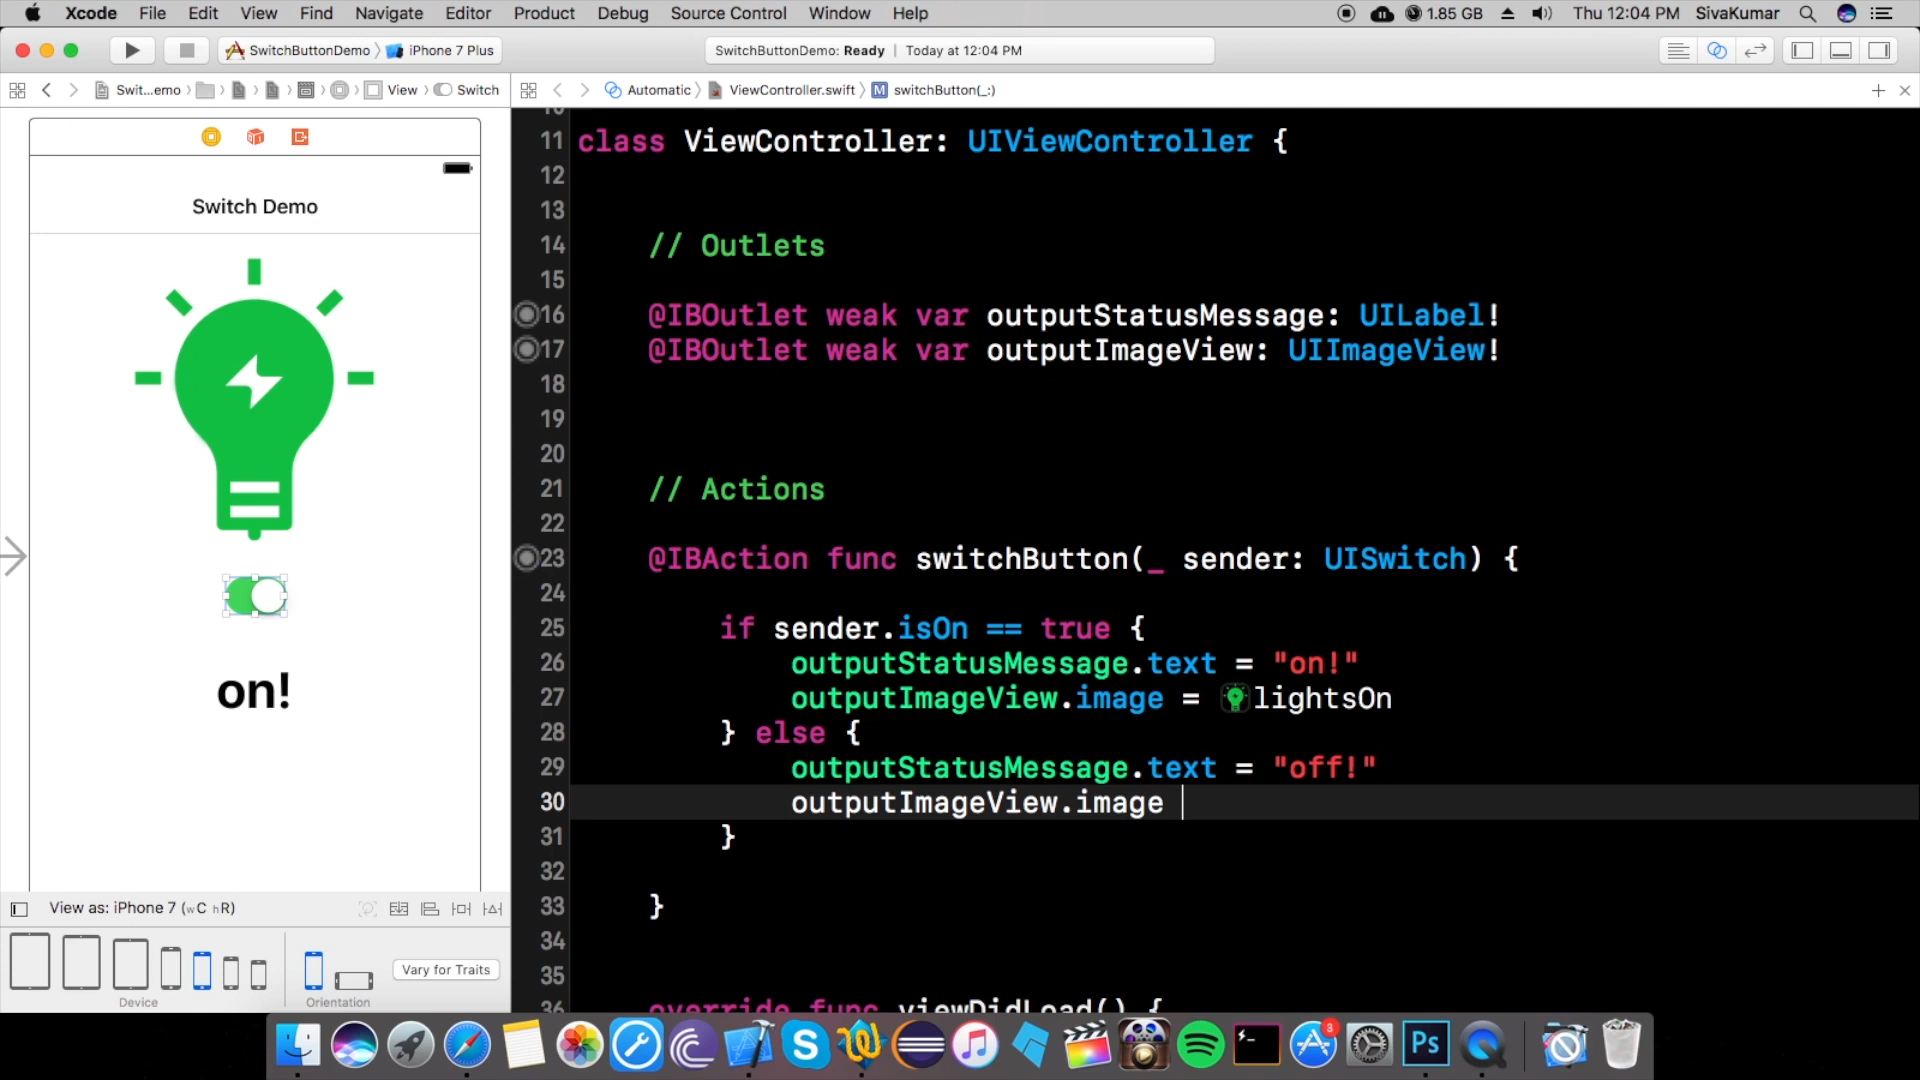 Xcode File Edit View Find Navigate Editor Product Debug Source Control Window Help 1.85 GB Thu 12:04 PM SivaKumar
SwitchButtonDemo iPhone 7 Plus SwitchButtonDemo: Ready | Today at 12:04 PM
Swit...emo View Switch Automatic ViewController.swift M switchButton(_:)
Switch Demo
on!
View as: iPhone 7 (wC hR)
Vary for Traits
Device
Orientation
11 class ViewController: UIViewController {
12
13
14 // Outlets
15
16 @IBOutlet weak var outputStatusMessage: UILabel!
17 @IBOutlet weak var outputImageView: UIImageView!
18
19
20
21 // Actions
22
23 @IBAction func switchButton(_ sender: UISwitch) {
24
25 if sender.isOn == true {
26 outputStatusMessage.text = "on!"
27 outputImageView.image = lightsOn
28 } else {
29 outputStatusMessage.text = "off!"
30 outputImageView.image
31 }
32
33 }
34
35
36 override func viewDidLoad() {
S
Ps
3